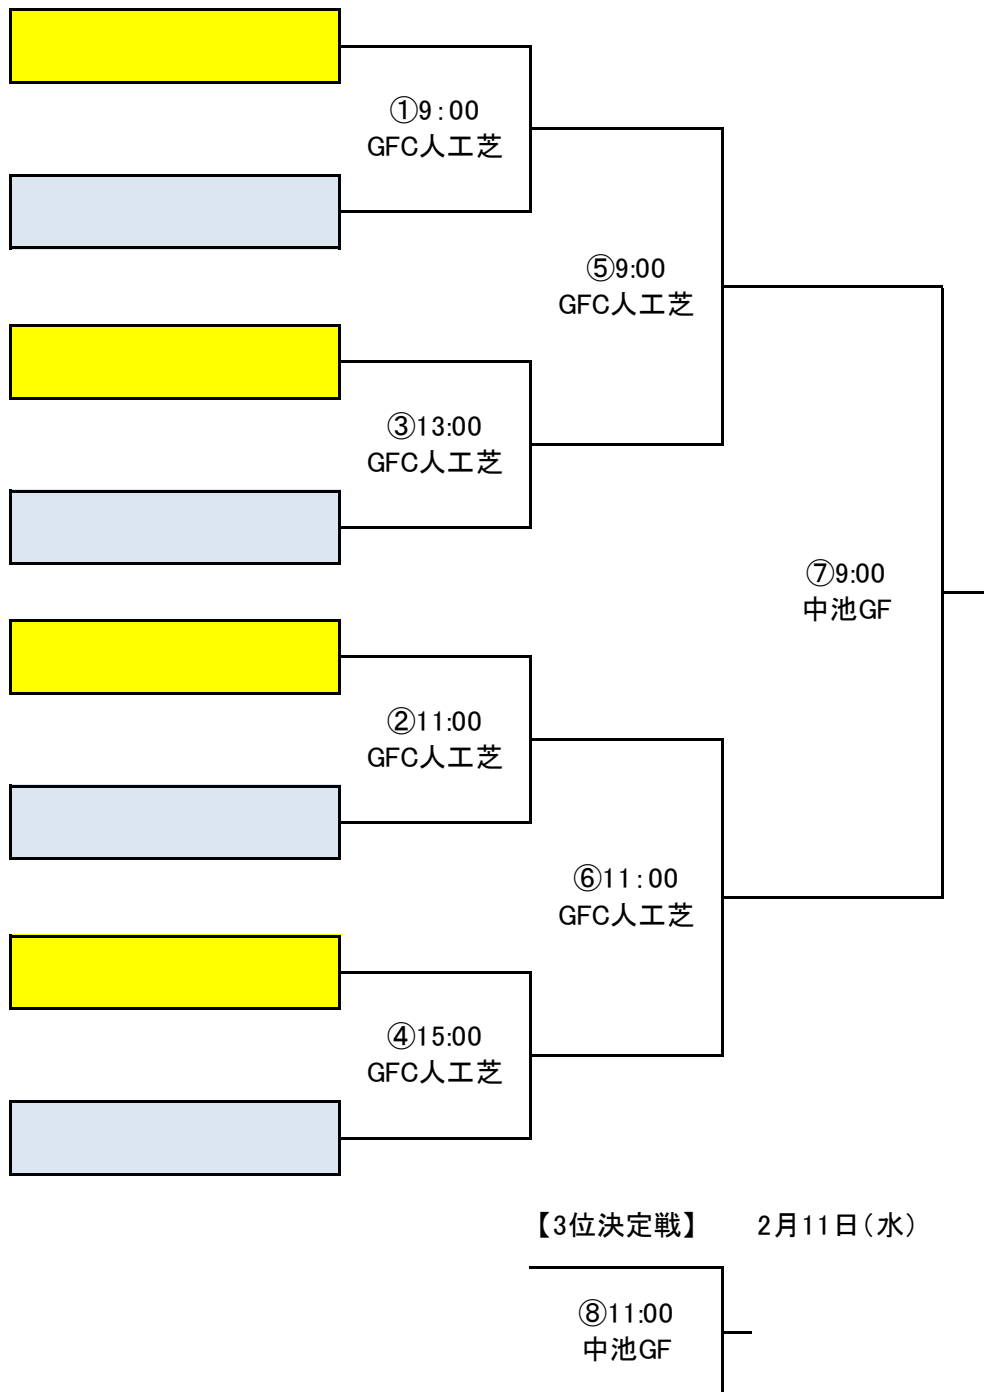 ①9:00
GFC人工芝
⑤9:00
GFC人工芝
③13:00
GFC人工芝
⑦9:00
中池GF
②11:00
GFC人工芝
⑥11:00
GFC人工芝
④15:00
GFC人工芝
【3位決定戦】 2月11日(水)
⑧11:00
中池GF